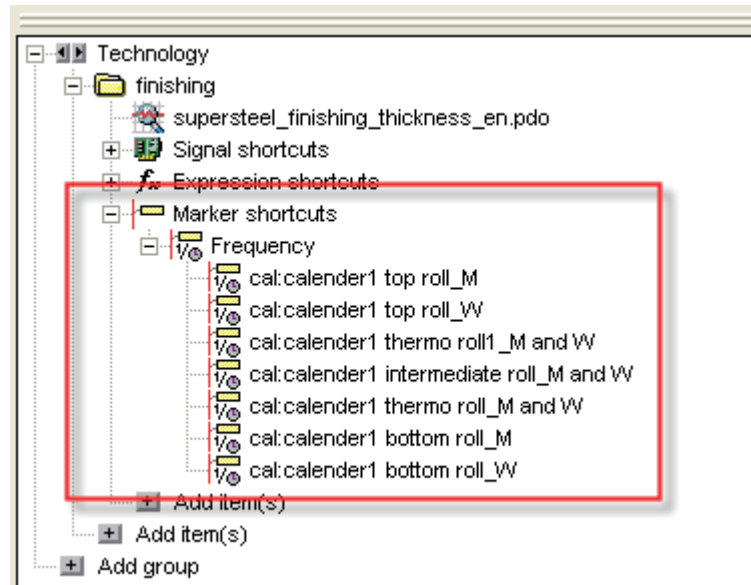 Technology
finishing
supersteel_finishing_thickness_en.pdo
Signal shortcuts
fx Expression shortcuts
Marker shortcuts
Frequency
cal:calender1 top roll_M
cal:calender1 top roll_W
cal:calender1 thermo roll1_M and W
cal:calender1 intermediate roll_M and W
cal:calender1 thermo roll_M and W
cal:calender1 bottom roll_M
cal:calender1 bottom roll_W
Add item(s)
Add item(s)
Add group